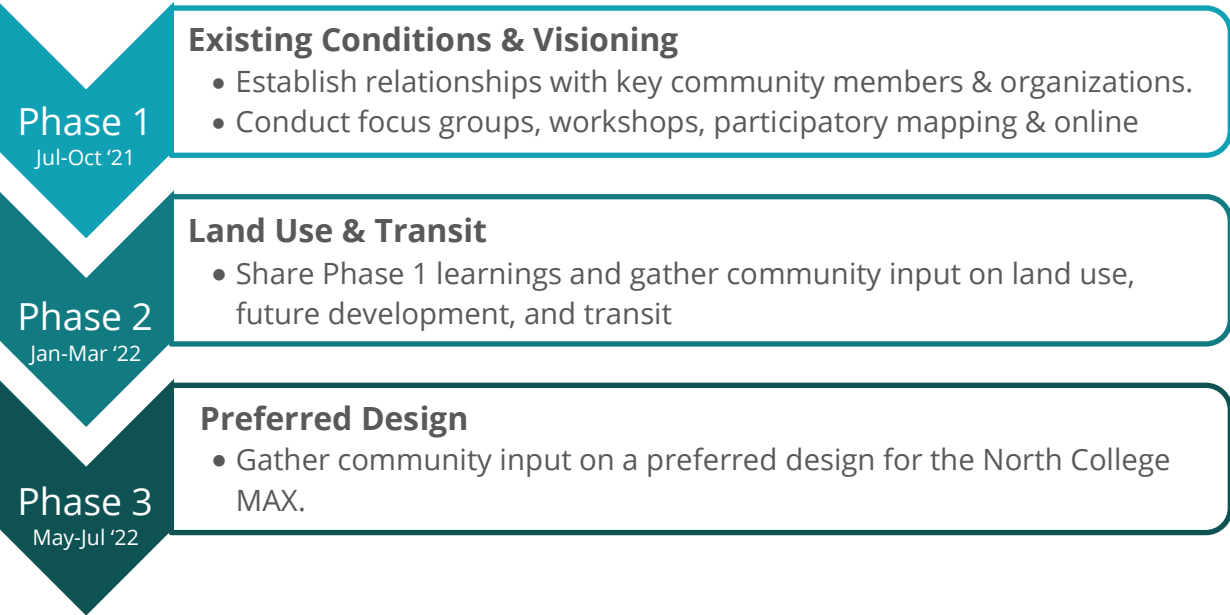 Phase 1
Jul-Oct ‘21
Existing Conditions & Visioning
• Establish relationships with key community members & organizations.
• Conduct focus groups, workshops, participatory mapping & online
Phase 2
Jan-Mar ‘22
Land Use & Transit
• Share Phase 1 learnings and gather community input on land use,
future development, and transit
Phase 3
May-Jul ‘22
Preferred Design
• Gather community input on a preferred design for the North College
MAX.